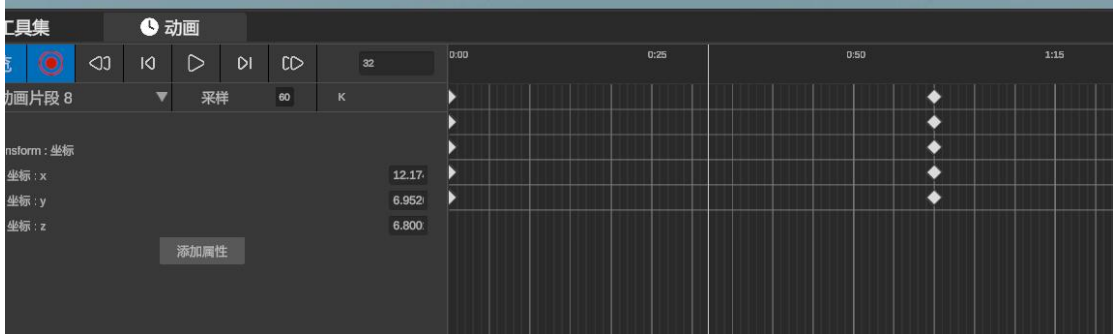 工具集 动画
32 0:00 0:25 0:50 1:15
动画片段 8 采样 60 K
nsform : 坐标
坐标 : x 12.17
坐标 : y 6.952
坐标 : z 6.800
添加属性